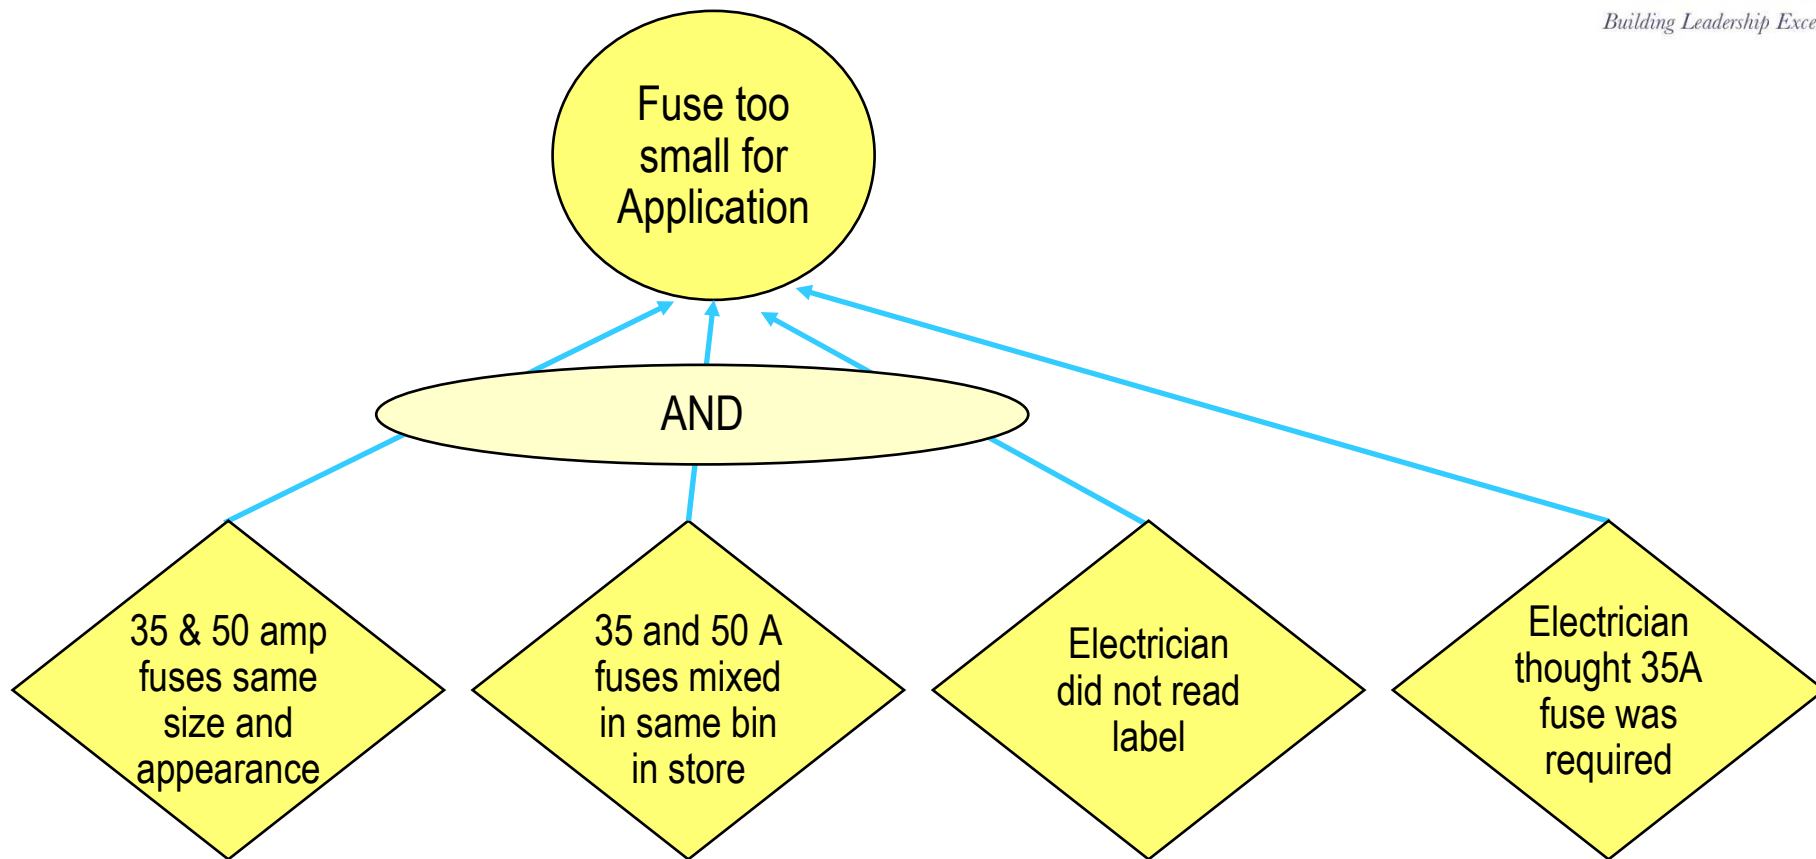 Building Leadership Exce
Fuse too
small for
Application
AND
35 & 50 amp
fuses same
size and
appearance
35 and 50 A
fuses mixed
in same bin
in store
Electrician
did not read
label
Electrician
thought 35A
fuse was
required